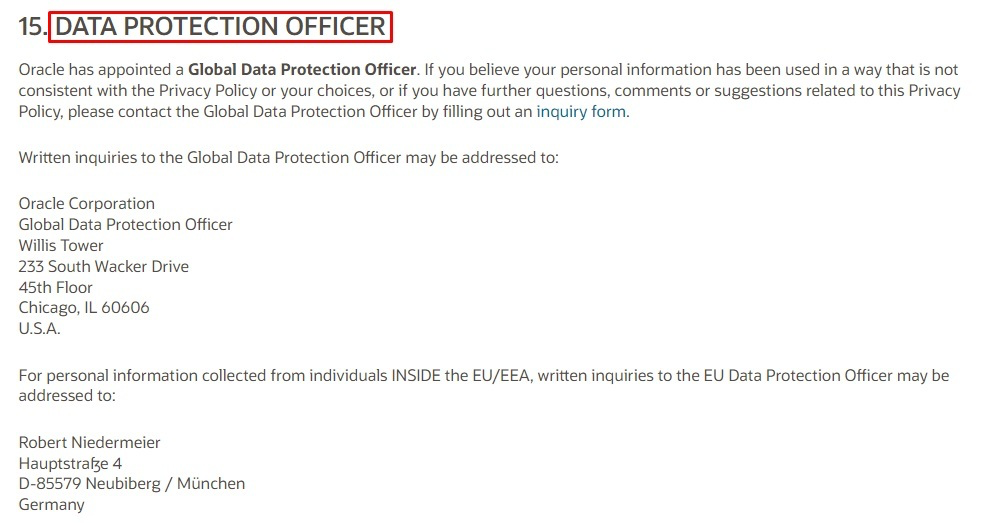 15. DATA PROTECTION OFFICER
Oracle has appointed a Global Data Protection Officer. If you believe your personal information has been used in a way that is not
consistent with the Privacy Policy or your choices, or if you have further questions, comments or suggestions related to this Privacy
Policy, please contact the Global Data Protection Officer by filling out an inquiry form.
Written inquiries to the Global Data Protection Officer may be addressed to:
Oracle Corporation
Global Data Protection Officer
Willis Tower
233 South Wacker Drive
45th Floor
Chicago, IL 60606
U.S.A.
For personal information collected from individuals INSIDE the EU/EEA, written inquiries to the EU Data Protection Officer may be
addressed to:
Robert Niedermeier
Hauptstraße 4
D-85579 Neubiberg / München
Germany